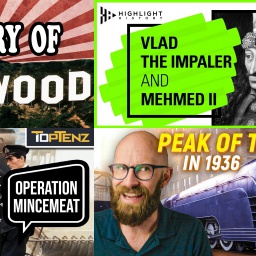 RY OF
WOOD
HIGHLIGHT
HISTORY
VLAD
THE IMPALER
AND
MEHMED II
TOPTENZ
OPERATION
MINCEMEAT
PEAK OF T
IN 1936